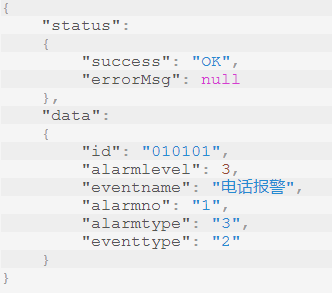 {
    "status":
    {
        "success": "OK",
        "errorMsg": null
    },
    "data":
    {
        "id": "010101",
        "alarmlevel": 3,
        "eventname": "电话报警",
        "alarmno": "1",
        "alarmtype": "3",
        "eventtype": "2"
    }
}